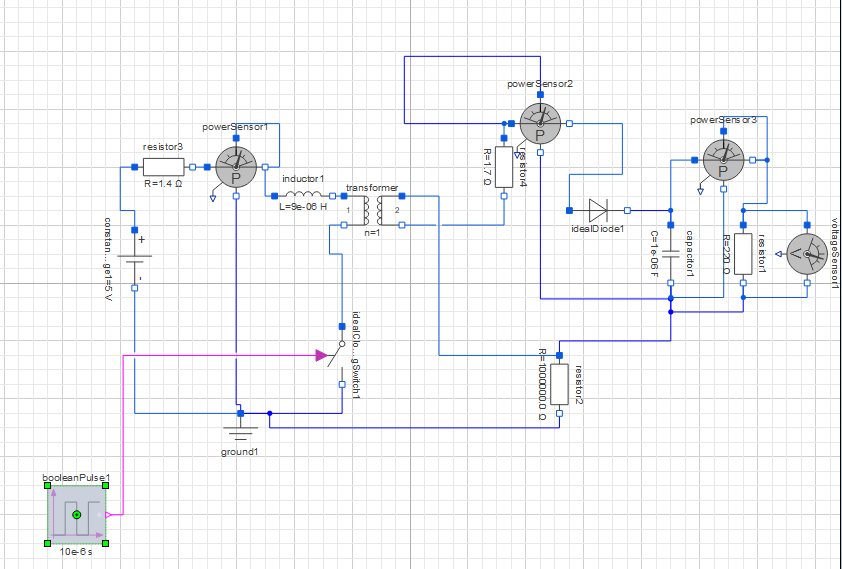 powerSensor2
powerSensor1
powerSensor3
resistor3
P
P
P
R=1.4 Ω
inductor1
L=9e-06 H
transformer
1
2
n=1
R=1.7 Ω
resistor4
idealDiode1
C=1e-06 F
capacitor1
R=220 Ω
resistor1
V
voltageSensor1
+
-
constan...ge1=5 V
idealClo...gSwitch1
R=1000000.0 Ω
resistor2
ground1
booleanPulse1
10e-6 s